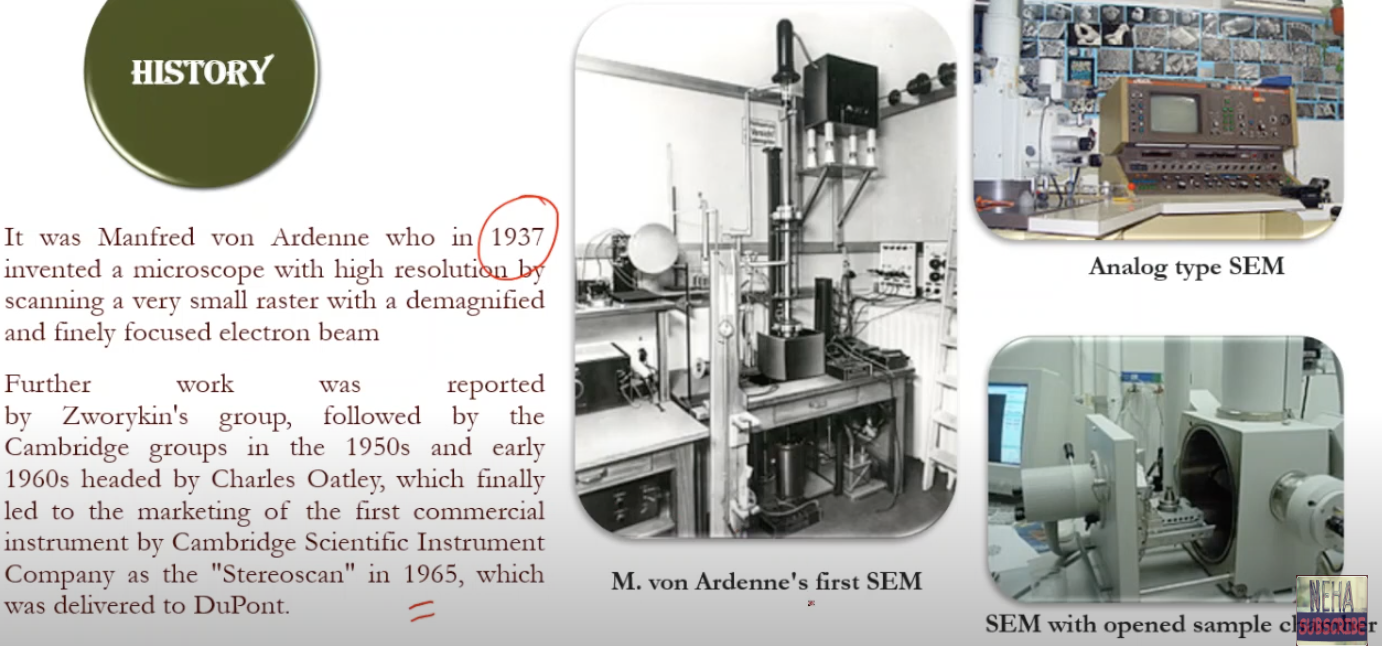 HISTORY
It was Manfred von Ardenne who in 1937
invented a microscope with high resolution by
scanning a very small raster with a demagnified
and finely focused electron beam
Further work was reported
by Zworykin's group, followed by the
Cambridge groups in the 1950s and early
1960s headed by Charles Oatley, which finally
led to the marketing of the first commercial
instrument by Cambridge Scientific Instrument
Company as the "Stereoscan" in 1965, which
was delivered to DuPont.
M. von Ardenne's first SEM
Analog type SEM
SEM with opened sample chamber
NEHA
SUBSCRIBE